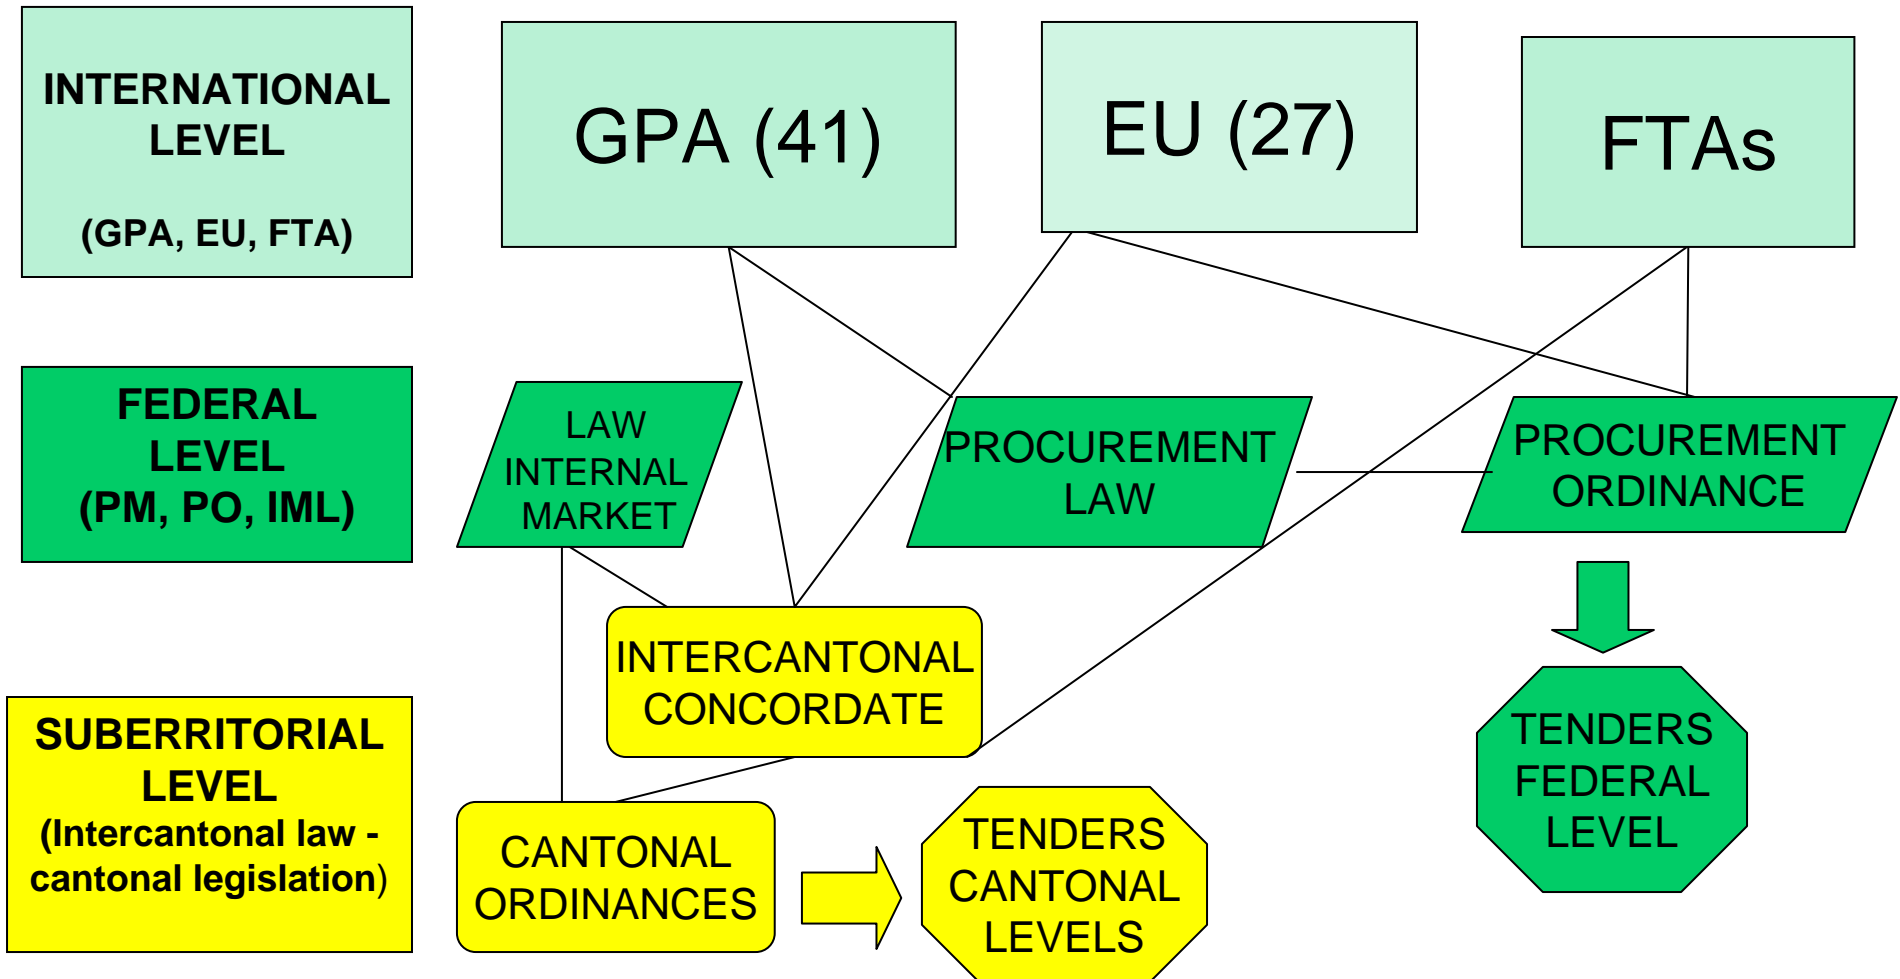 INTERNATIONAL
LEVEL
(GPA, EU, FTA)
GPA (41)
EU (27)
FTAs
FEDERAL
LEVEL
(PM, PO, IML)
LAW
INTERNAL
MARKET
PROCUREMENT
LAW
PROCUREMENT
ORDINANCE
INTERCANTONAL
CONCORDATE
SUBERRITORIAL
LEVEL
(Intercantonal law -
cantonal legislation)
CANTONAL
ORDINANCES
TENDERS
CANTONAL
LEVELS
TENDERS
FEDERAL
LEVEL